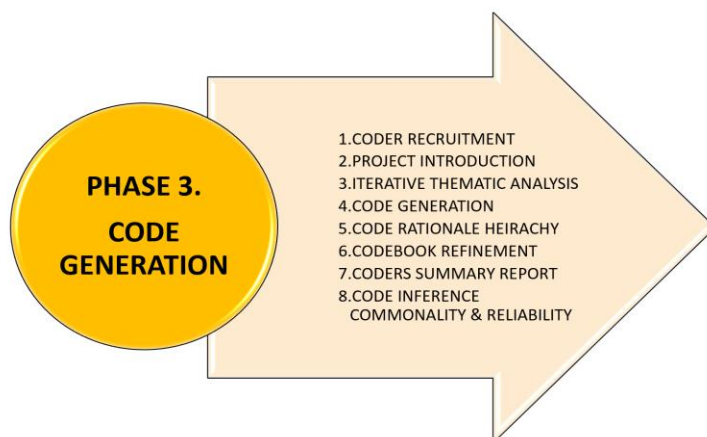 PHASE 3.
CODE
GENERATION
1.CODER RECRUITMENT
2.PROJECT INTRODUCTION
3.ITERATIVE THEMATIC ANALYSIS
4.CODE GENERATION
5.CODE RATIONALE HEIRACHY
6.CODEBOOK REFINEMENT
7.CODERS SUMMARY REPORT
8.CODE INFERENCE
COMMONALITY & RELIABILITY